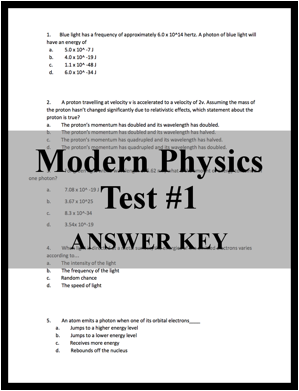 1. Blue light has a frequency of approximately 6.0 x 10^14 hertz. A photon of blue light will
have an energy of
a. 5.0 x 10^ -7 J
b. 4.0 x 10^ -19 J
c. 1.1 x 10^ -48 J
d. 6.0 x 10^ -34 J
2. A proton travelling at velocity v is accelerated to a velocity of 2v. Assuming the mass of
the proton hasn't changed significantly due to relativitic effects, which statement about the
proton is true?
a. The proton's momentum has doubled and its wavelength has doubled.
b. The proton's momentum has doubled and its wavelength has halved.
c. The proton's momentum has quadrupled and its wavelength has halved.
d. The proton's momentum has quadrupled and its wavelength has doubled.
Modern Physics
one photon?
a. 7.08 x 10^ -19 J
Test #1
b. 3.67 x 10^25
c. 8.3 x 10^-34
d. 3.54x 10^-19
ANSWER KEY
4. When light
electrons varies
according to...
a. The intensity of the light
b. The frequency of the light
c. Random chance
d. The speed of light
5. An atom emits a photon when one of its orbital electrons____
a. Jumps to a higher energy level
b. Jumps to a lower energy level
c. Receives more energy
d. Rebounds off the nucleus